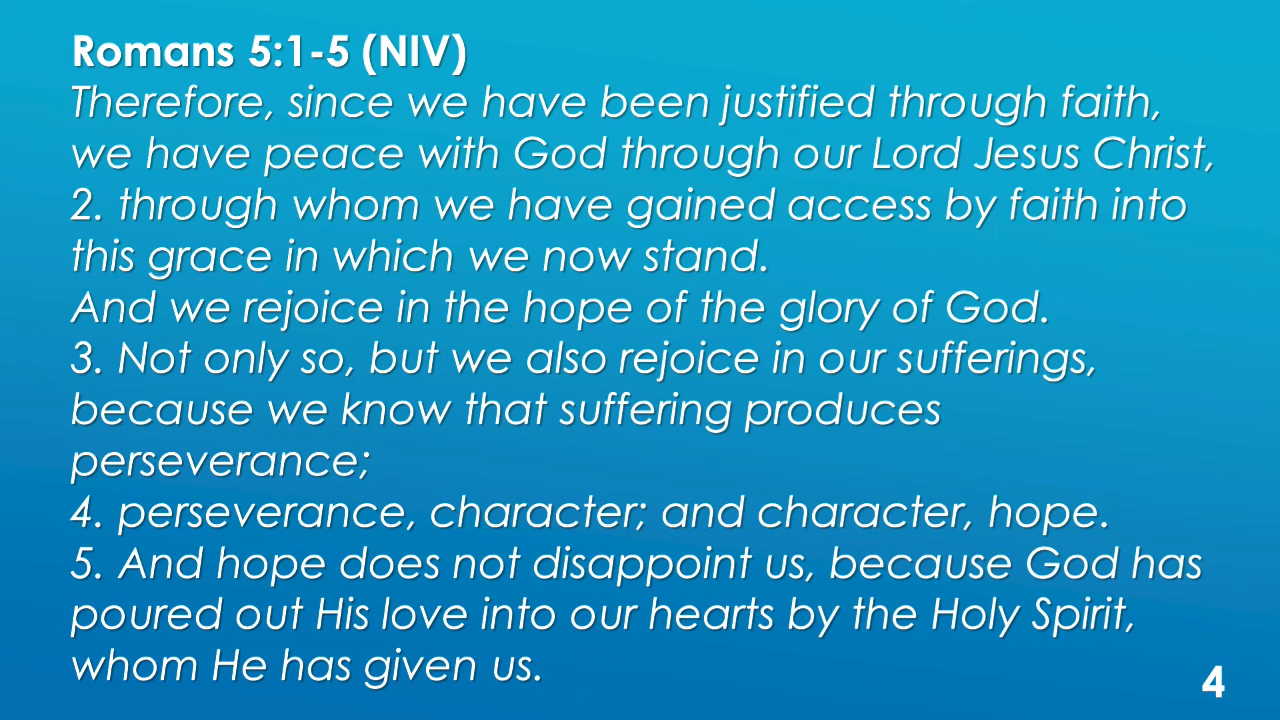 Romans 5:1-5 (NIV)
Therefore, since we have been justified through faith,
we have peace with God through our Lord Jesus Christ,
2. through whom we have gained access by faith into
this grace in which we now stand.
And we rejoice in the hope of the glory of God.
3. Not only so, but we also rejoice in our sufferings,
because we know that suffering produces
perseverance;
4. perseverance, character; and character, hope.
5. And hope does not disappoint us, because God has
poured out His love into our hearts by the Holy Spirit,
whom He has given us.
4